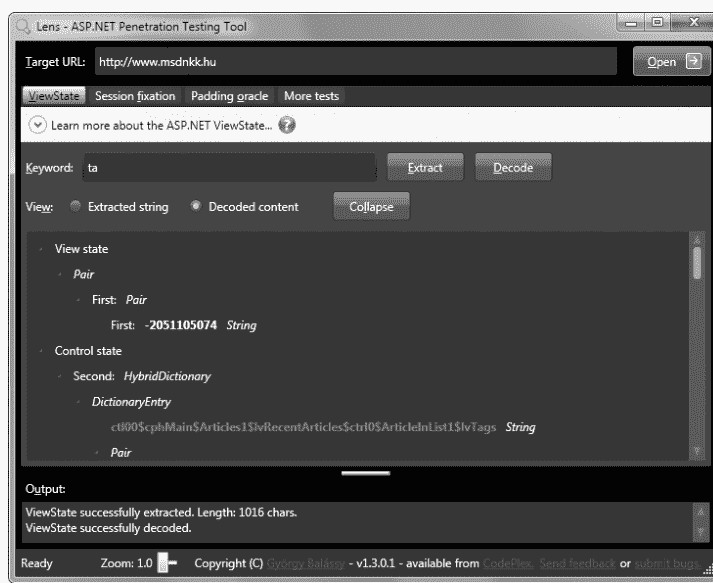 Lens - ASP.NET Penetration Testing Tool
Target URL: http://www.msdnkk.hu Open
ViewState Session fixation Padding oracle More tests
Learn more about the ASP.NET ViewState... ?
Keyword: ta Extract Decode
View: Extracted string Decoded content Collapse
View state
Pair
First: Pair
First: -2051105074 String
Control state
Second: HybridDictionary
DictionaryEntry
ctl00$cphMain$Articles1$lvRecentArticles$ctrl0$ArticleInList1$lvTags String
Pair
Output:
ViewState successfully extracted. Length: 1016 chars.
ViewState successfully decoded.
Ready Zoom: 1.0 Copyright (C) György Balássy - v1.3.0.1 - available from CodePlex. Send feedback or submit bugs.